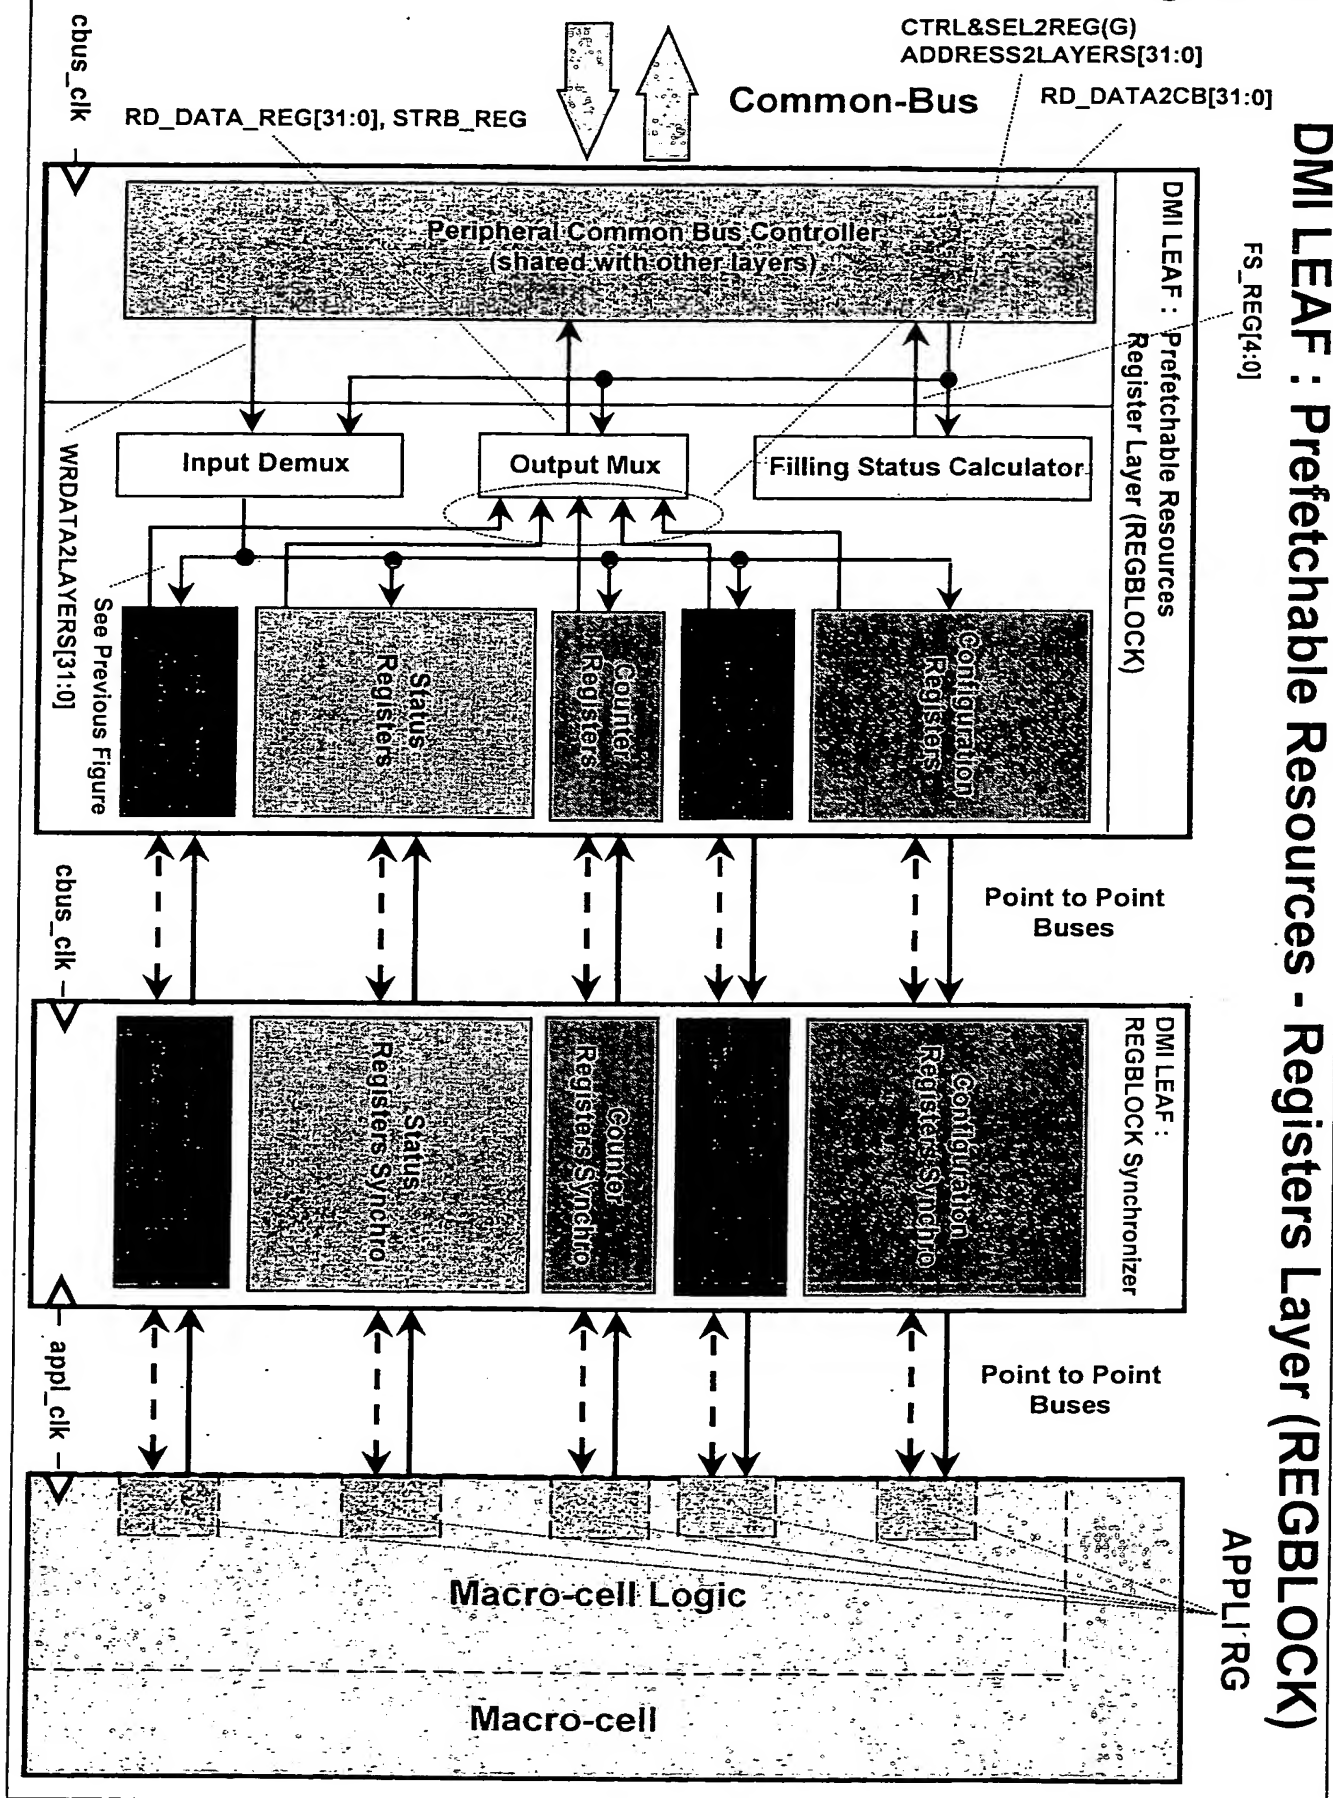 DMI LEAF : Prefetchable Resources - Registers Layer (REGBLOCK)
cbus_clk
RD_DATA_REG[31:0], STRB_REG
Common-Bus
CTRL&SEL2REG(G)
ADDRESS2LAYERS[31:0]
RD_DATA2CB[31:0]
FS_REG[4:0]
DMI LEAF : Prefetchable Resources
Register Layer (REGBLOCK)
Peripheral Common Bus Controller
(shared with other layers)
Input Demux
Output Mux
Filling Status Calculator
WRDATA2LAYERS[31:0]
See Previous Figure
Status
Registers
Counter
Registers
Configuration
Registers
Point to Point
Buses
cbus_clk
DMI LEAF :
REGBLOCK Synchronizer
Status
Registers Synchro
Counter
Registers Synchro
Configuration
Registers Synchro
appl_clk
Point to Point
Buses
APPLI RG
Macro-cell Logic
Macro-cell